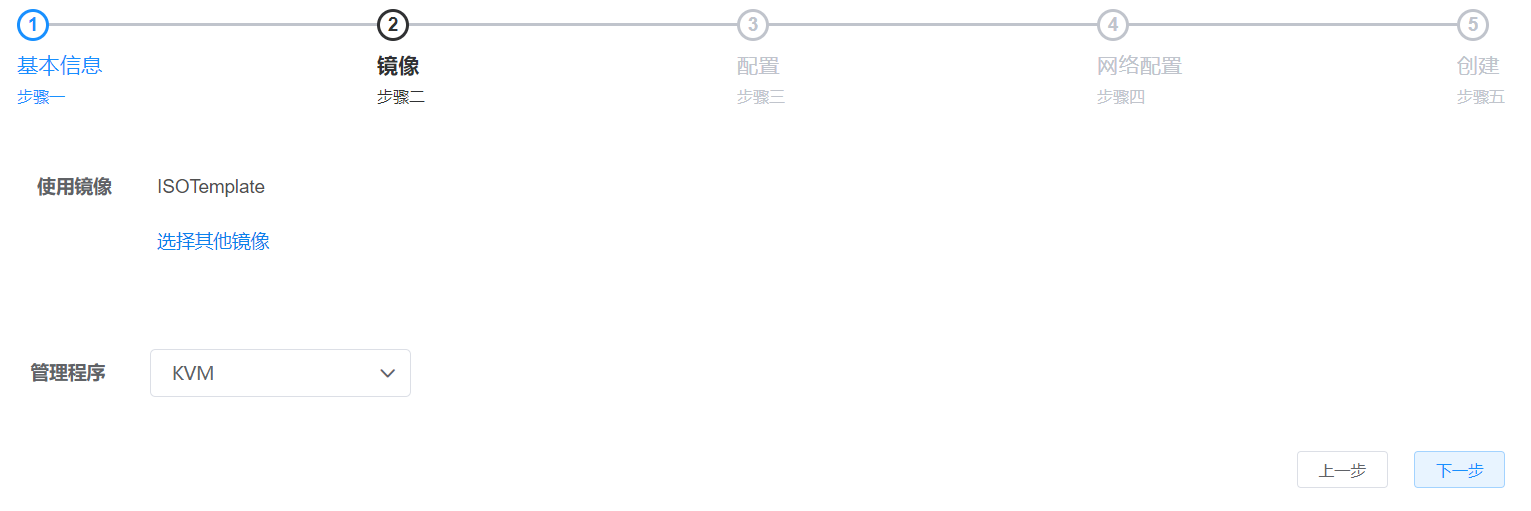 1 2 3 4 5
基本信息 镜像 配置 网络配置 创建
步骤一 步骤二 步骤三 步骤四 步骤五
使用镜像 ISOTemplate
选择其他镜像
管理程序 KVM
上一步 下一步